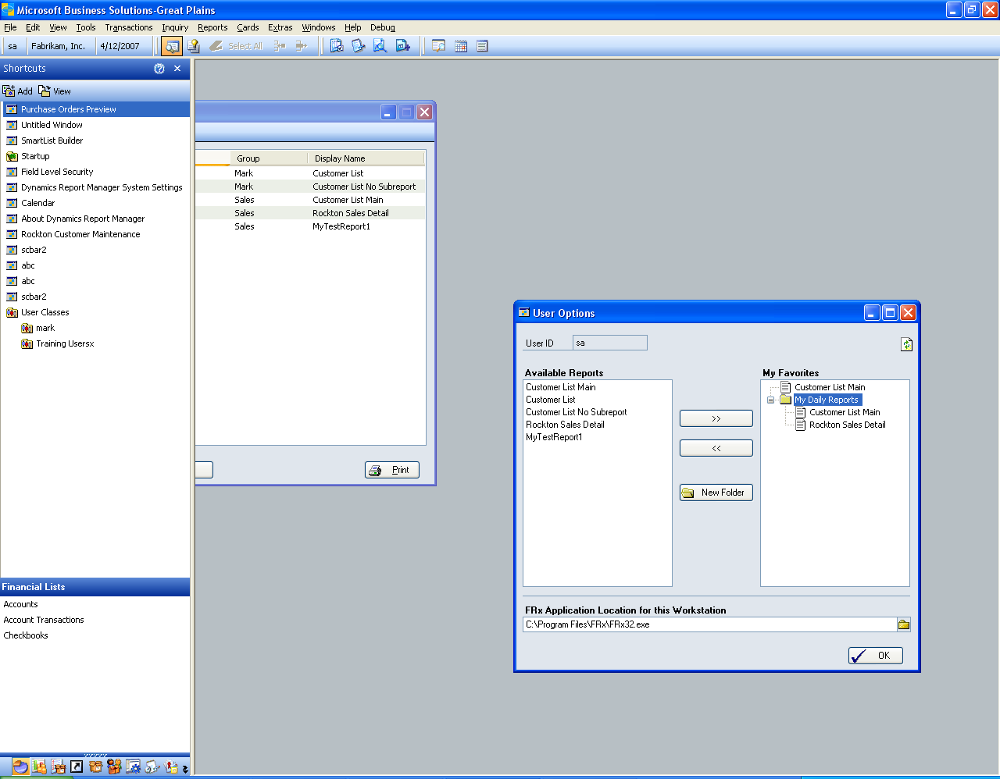 Microsoft Business Solutions-Great Plains
File Edit View Tools Transactions Inquiry Reports Cards Extras Windows Help Debug
sa Fabrikam, Inc. 4/12/2007 Select All
Shortcuts
Add View
Purchase Orders Preview
Untitled Window
SmartList Builder
Startup
Field Level Security
Dynamics Report Manager System Settings
Calendar
About Dynamics Report Manager
Rockton Customer Maintenance
scbar2
abc
abc
scbar2
User Classes
mark
Training Usersx
Financial Lists
Accounts
Account Transactions
Checkbooks
Group Display Name
Mark Customer List
Mark Customer List No Subreport
Sales Customer List Main
Sales Rockton Sales Detail
Sales MyTestReport1
Print
User Options
User ID sa
Available Reports
Customer List Main
Customer List
Customer List No Subreport
Rockton Sales Detail
MyTestReport1
>>
<<
New Folder
My Favorites
Customer List Main
My Daily Reports
Customer List Main
Rockton Sales Detail
FRx Application Location for this Workstation
C:\Program Files\FRx\FRx32.exe
OK